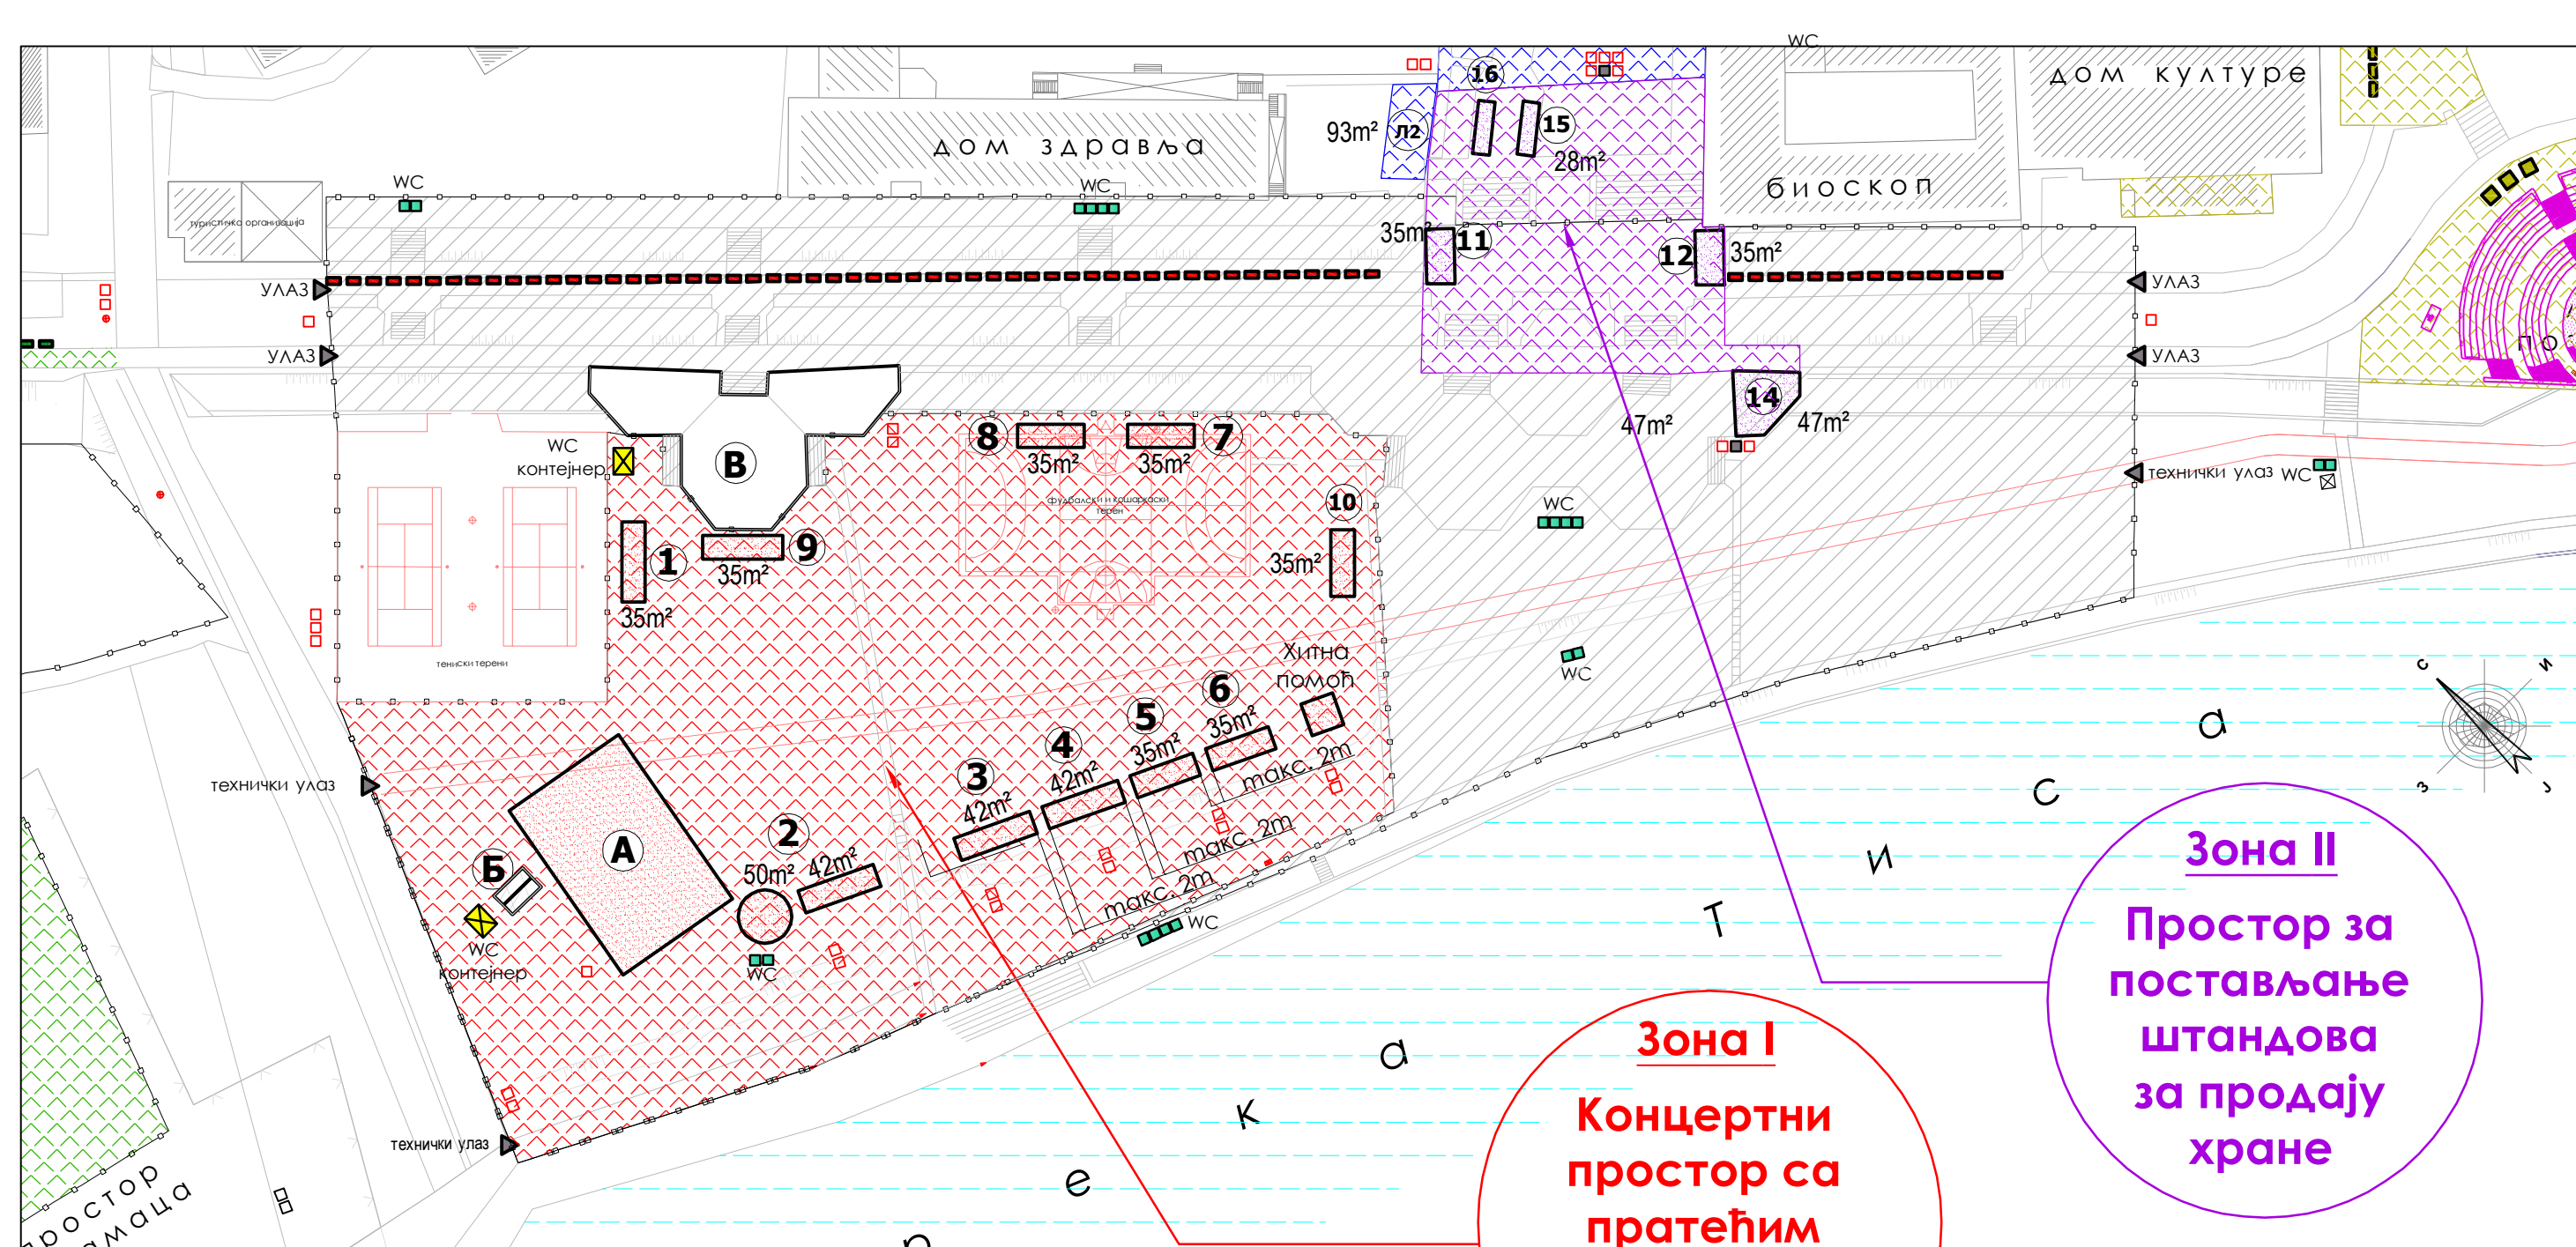 WC
дом културе
16
93m²
Л2
15
28m²
дом здравља
биоскоп
WC
WC
туристичка организација
35m²
11
12
35m²
УЛАЗ
УЛАЗ
УЛАЗ
УЛАЗ
14
47m²
47m²
WC
контејнер
В
8
35m²
7
35m²
фудбалски и кошаркаски
терен
10
35m²
WC
технички улаз
WC
1
35m²
9
35m²
тениски терени
Хитна
помоћ
WC
6
35m²
5
35m²
4
42m²
3
42m²
макс. 2m
макс. 2m
макс. 2m
технички улаз
А
Б
2
50m²
42m²
WC
контејнер
WC
WC
технички улаз
с
и
з
ј
е к а Т и с а
Зона II
Простор за
постављање
штандова
за продају
хране
Зона I
Концертни
простор са
пратећим